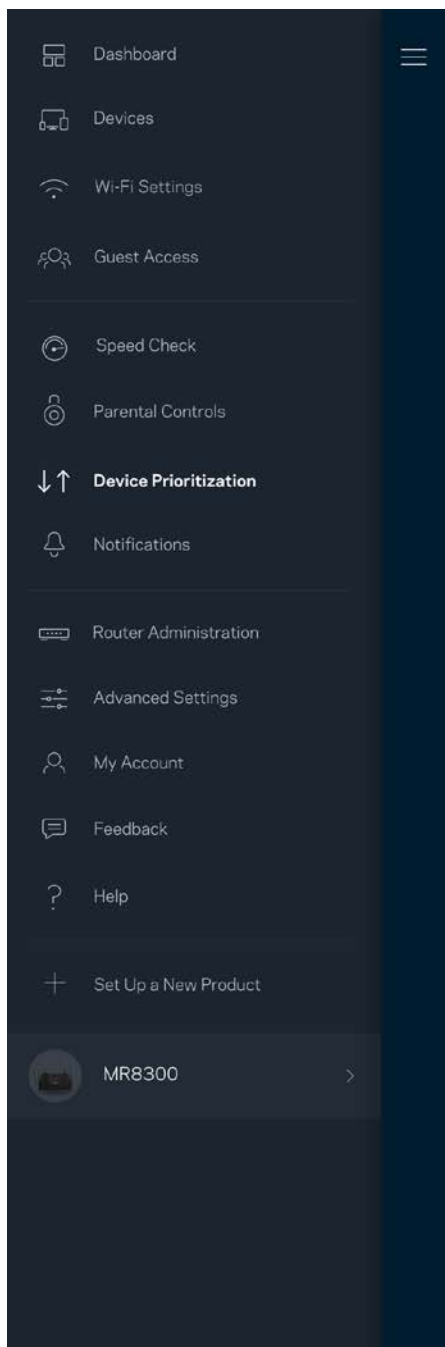 Dashboard
Devices
Wi-Fi Settings
Guest Access
Speed Check
Parental Controls
Device Prioritization
Notifications
Router Administration
Advanced Settings
My Account
Feedback
Help
Set Up a New Product
MR8300